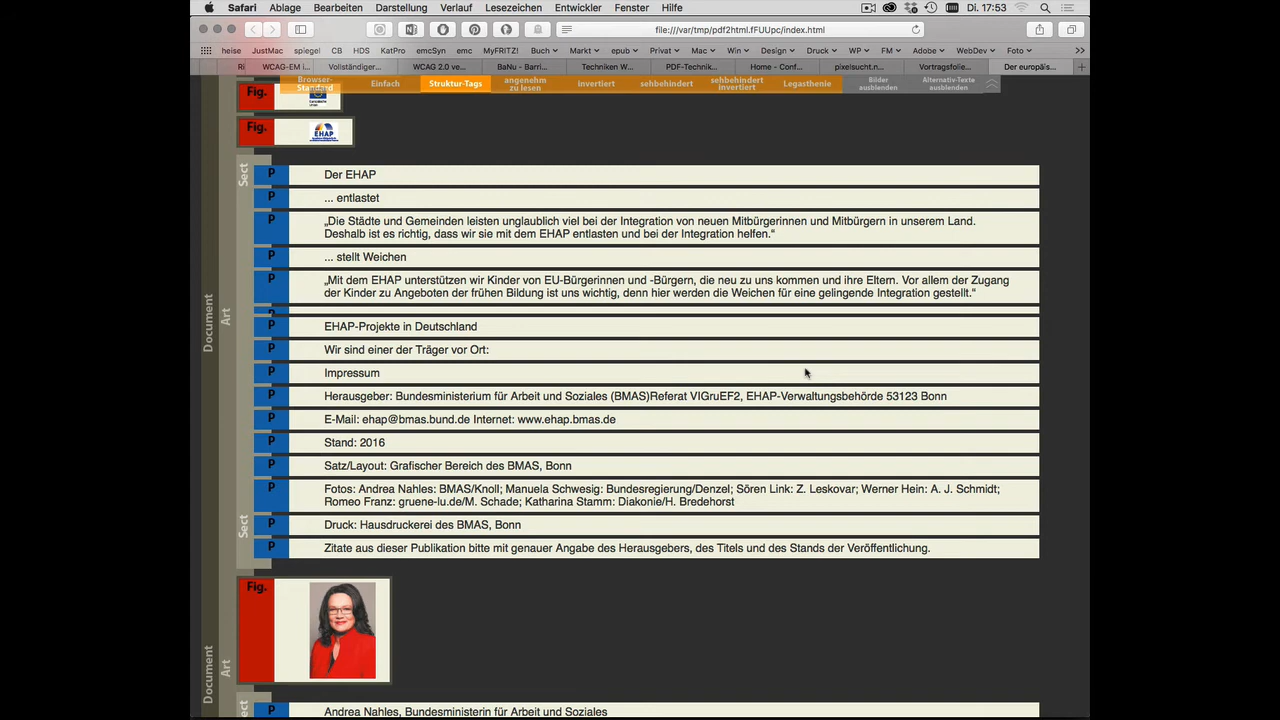 Safari Ablage Bearbeiten Darstellung Verlauf Lesezeichen Entwickler Fenster Hilfe Di. 17:53
file:///var/tmp/pdf2html.fFUUpc/index.html
heise JustMac spiegel CB HDS KatPro emcSyn emc MyFRITZ! Buch Markt epub Privat Mac Win Design Druck WP FM Adobe WebDev Foto
WCAG-EM i... Vollständiger... WCAG 2.0 ve... BaNu - Barri... Techniken W... PDF-Technik... Home - Conf... pixelsucht.n... Vortragsfolie... Der europäis...
Browser-Standard Einfach Struktur-Tags angenehm zu lesen invertiert sehbehindert sehbehindert Invertiert Legasthenie Bilder ausblenden Alternativ-Texte ausblenden
Fig.
Fig. EHAP
Sect
P Der EHAP
P ... entlastet
P „Die Städte und Gemeinden leisten unglaublich viel bei der Integration von neuen Mitbürgerinnen und Mitbürgern in unserem Land.
Deshalb ist es richtig, dass wir sie mit dem EHAP entlasten und bei der Integration helfen.“
P ... stellt Weichen
P „Mit dem EHAP unterstützen wir Kinder von EU-Bürgerinnen und -Bürgern, die neu zu uns kommen und ihre Eltern. Vor allem der Zugang
der Kinder zu Angeboten der frühen Bildung ist uns wichtig, denn hier werden die Weichen für eine gelingende Integration gestellt.“
P
P EHAP-Projekte in Deutschland
Document Art
P Wir sind einer der Träger vor Ort:
P Impressum
P Herausgeber: Bundesministerium für Arbeit und Soziales (BMAS)Referat VIGruEF2, EHAP-Verwaltungsbehörde 53123 Bonn
P E-Mail: ehap@bmas.bund.de Internet: www.ehap.bmas.de
P Stand: 2016
P Satz/Layout: Grafischer Bereich des BMAS, Bonn
P Fotos: Andrea Nahles: BMAS/Knoll; Manuela Schwesig: Bundesregierung/Denzel; Sören Link: Z. Leskovar; Werner Hein: A. J. Schmidt;
Romeo Franz: gruene-lu.de/M. Schade; Katharina Stamm: Diakonie/H. Bredehorst
Sect
P Druck: Hausdruckerei des BMAS, Bonn
P Zitate aus dieser Publikation bitte mit genauer Angabe des Herausgebers, des Titels und des Stands der Veröffentlichung.
Fig.
Document Art
Sect
P Andrea Nahles, Bundesministerin für Arbeit und Soziales